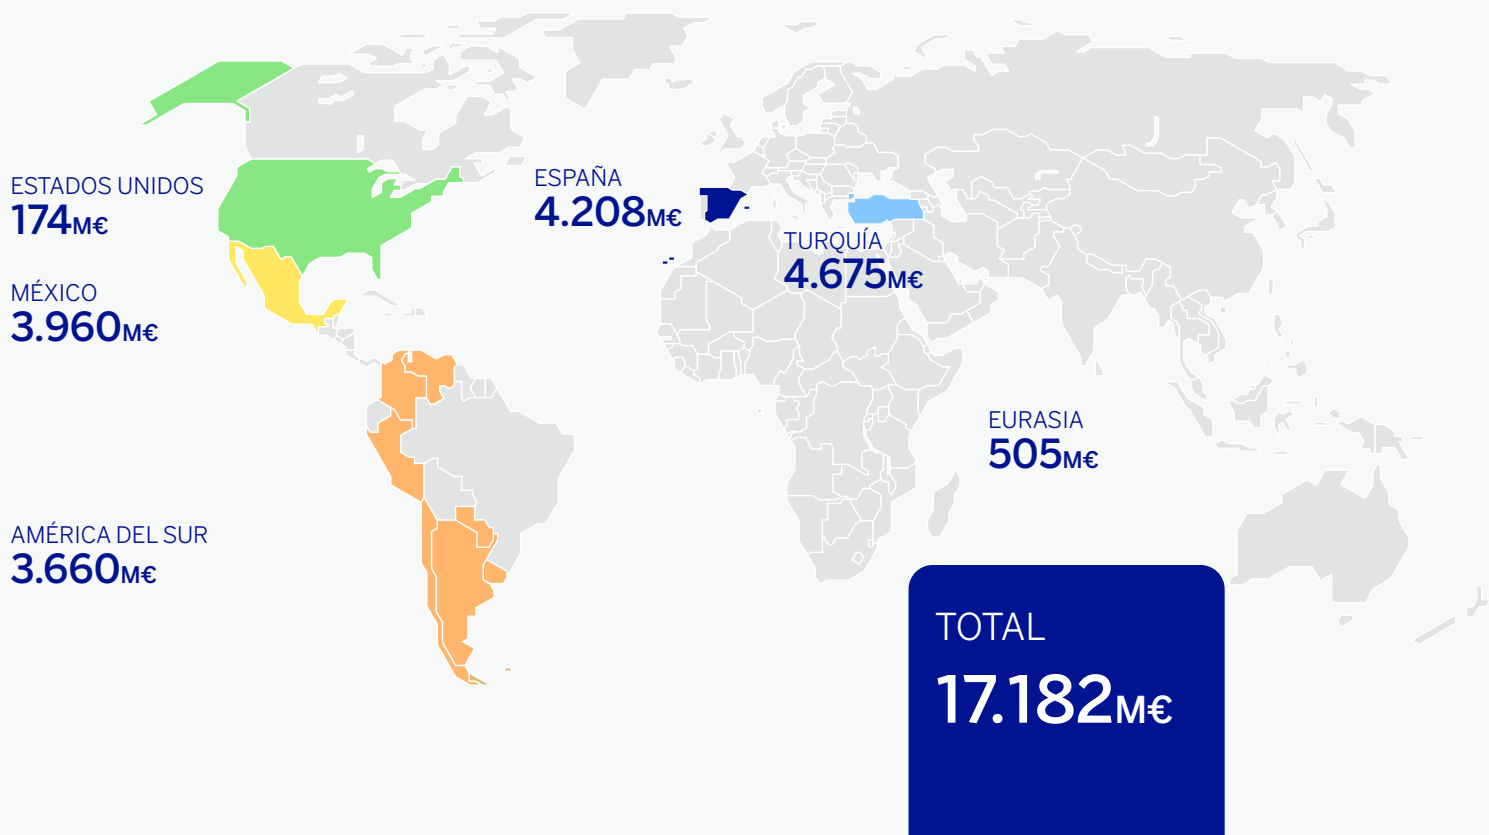 ESTADOS UNIDOS
174M€
MÉXICO
3.960M€
AMÉRICA DEL SUR
3.660M€
ESPAÑA
4.208M€
TURQUÍA
4.675M€
EURASIA
505M€
TOTAL
17.182M€